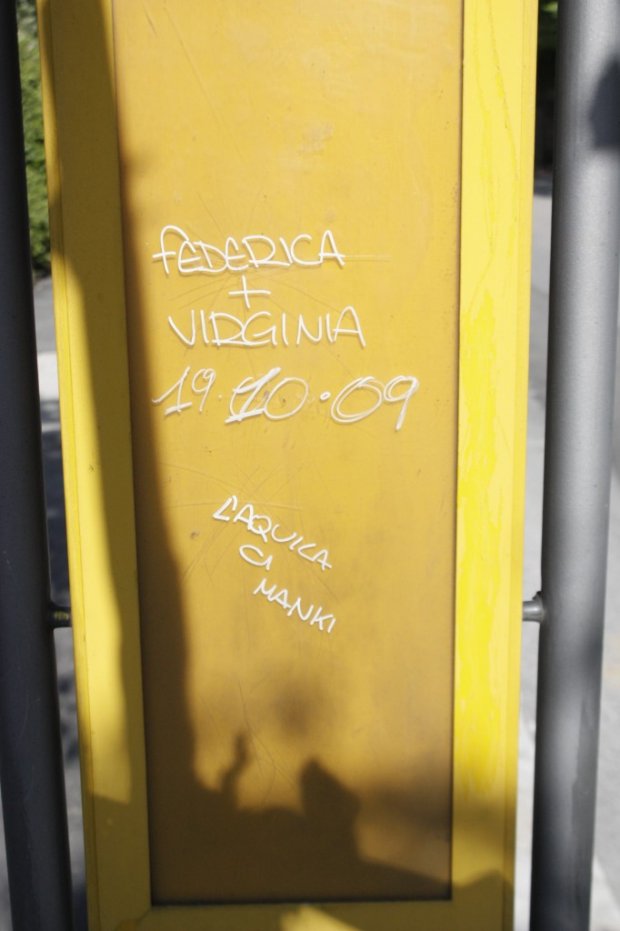 FEDERICA
+
VIRGINIA
19.10.09
L'AQUILA
CI
MANKI